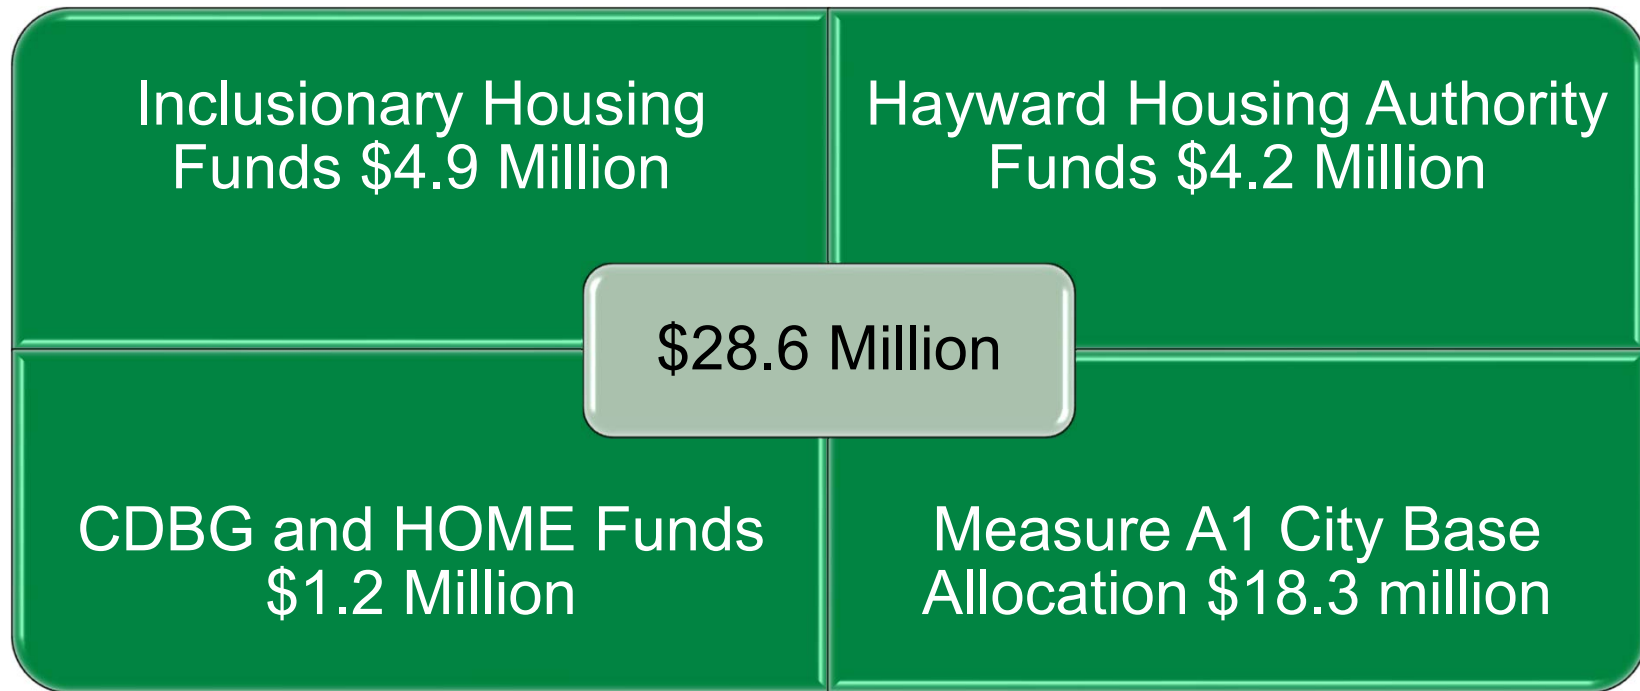 Inclusionary Housing
Funds $4.9 Million
Hayward Housing Authority
Funds $4.2 Million
$28.6 Million
CDBG and HOME Funds
$1.2 Million
Measure A1 City Base
Allocation $18.3 million